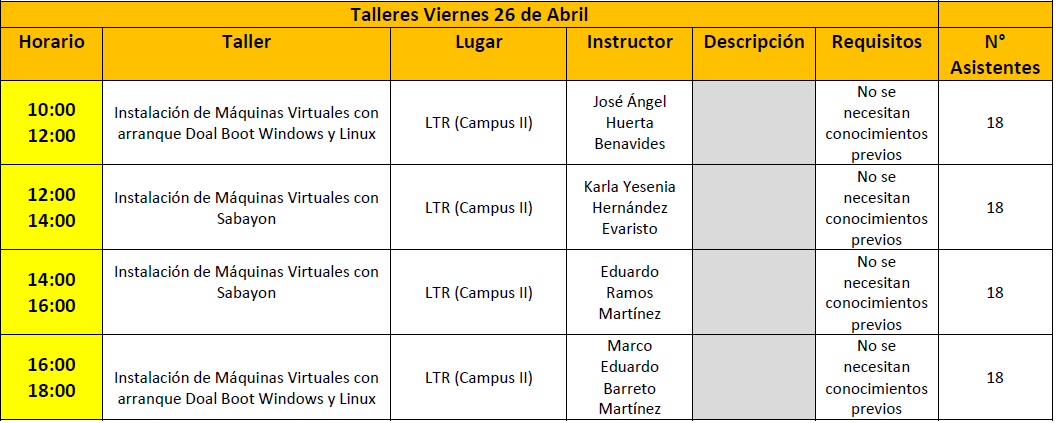 Talleres Viernes 26 de Abril
Horario
Taller
Lugar
Instructor
Descripción
Requisitos
N°
Asistentes
10:00
12:00
Instalación de Máquinas Virtuales con
arranque Doal Boot Windows y Linux
LTR (Campus II)
José Ángel
Huerta
Benavides
No se
necesitan
conocimientos
previos
18
12:00
14:00
Instalación de Máquinas Virtuales con
Sabayon
LTR (Campus II)
Karla Yesenia
Hernández
Evaristo
No se
necesitan
conocimientos
previos
18
14:00
16:00
Instalación de Máquinas Virtuales con
Sabayon
LTR (Campus II)
Eduardo
Ramos
Martínez
No se
necesitan
conocimientos
previos
18
16:00
18:00
Instalación de Máquinas Virtuales con
arranque Doal Boot Windows y Linux
LTR (Campus II)
Marco
Eduardo
Barreto
Martínez
No se
necesitan
conocimientos
previos
18